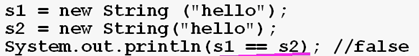 s1 = new String ("hello");
s2 = new String("hello");
System.out.println(s1 == s2); //false